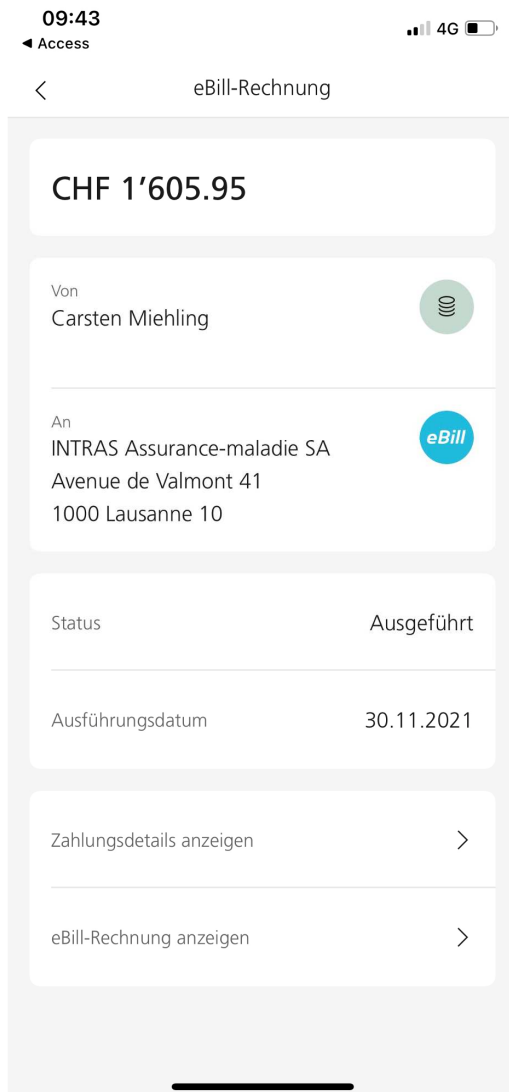 09:43
4G
◀ Access
eBill-Rechnung
CHF 1’605.95
Von
Carsten Miehling
An
eBill
INTRAS Assurance-maladie SA
Avenue de Valmont 41
1000 Lausanne 10
Status Ausgeführt
Ausführungsdatum 30.11.2021
Zahlungsdetails anzeigen
eBill-Rechnung anzeigen